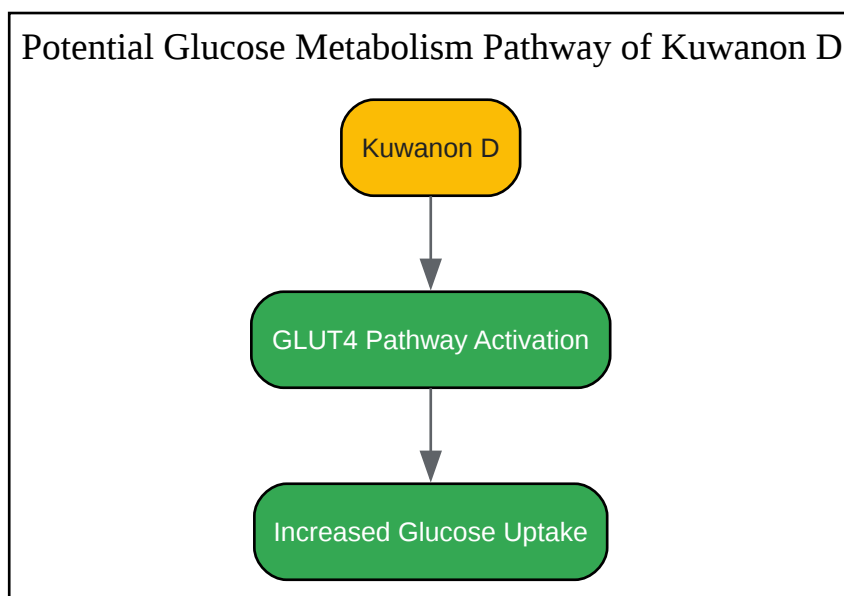 Potential Glucose Metabolism Pathway of Kuwanon D
Kuwanon D
GLUT4 Pathway Activation
Increased Glucose Uptake